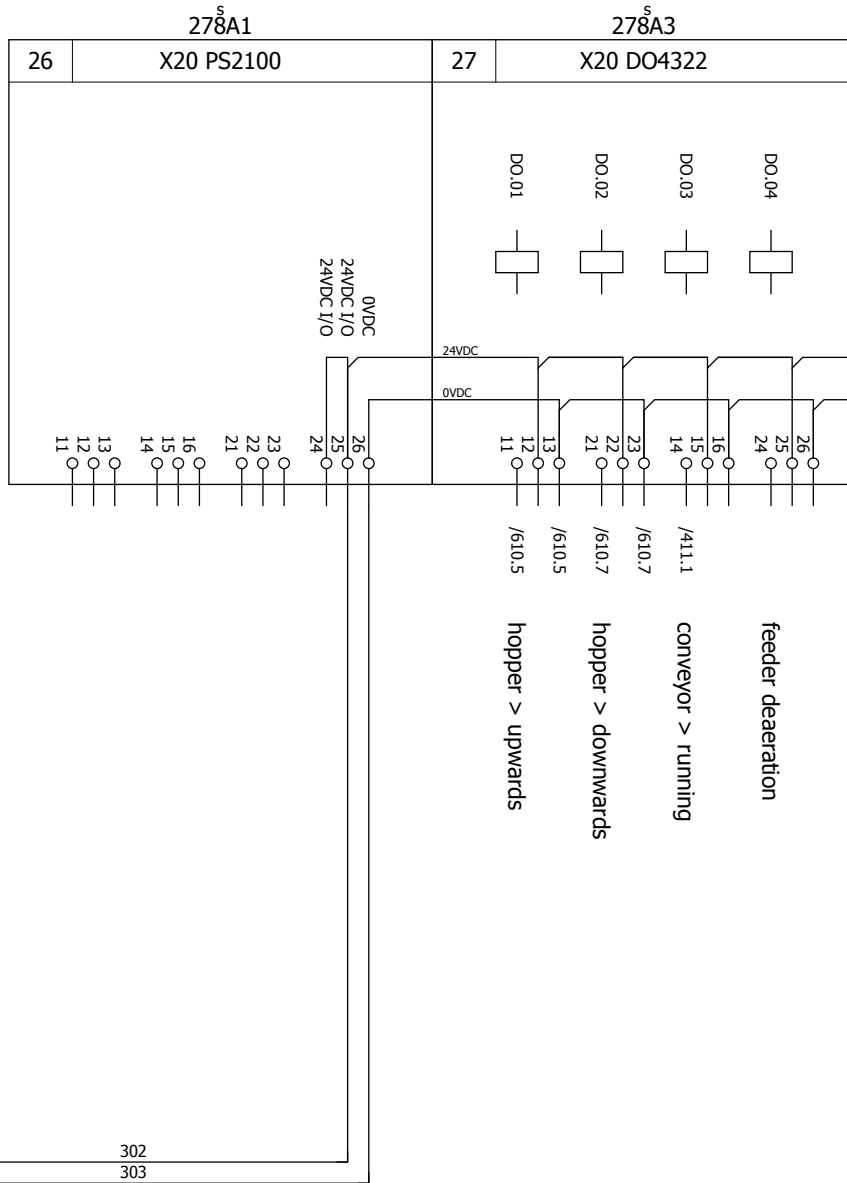 s
278A1
s
278A3
26
X20 PS2100
27
X20 DO4322
DO.01
DO.02
DO.03
DO.04
24VDC I/O
24VDC I/O
0VDC
24VDC
0VDC
11
12
13
14
15
16
21
22
23
24
25
26
11
12
13
21
22
23
14
15
16
24
25
26
/610.5
/610.5
/610.7
/610.7
/411.1
hopper > upwards
hopper > downwards
conveyor > running
feeder deaeration
302
303